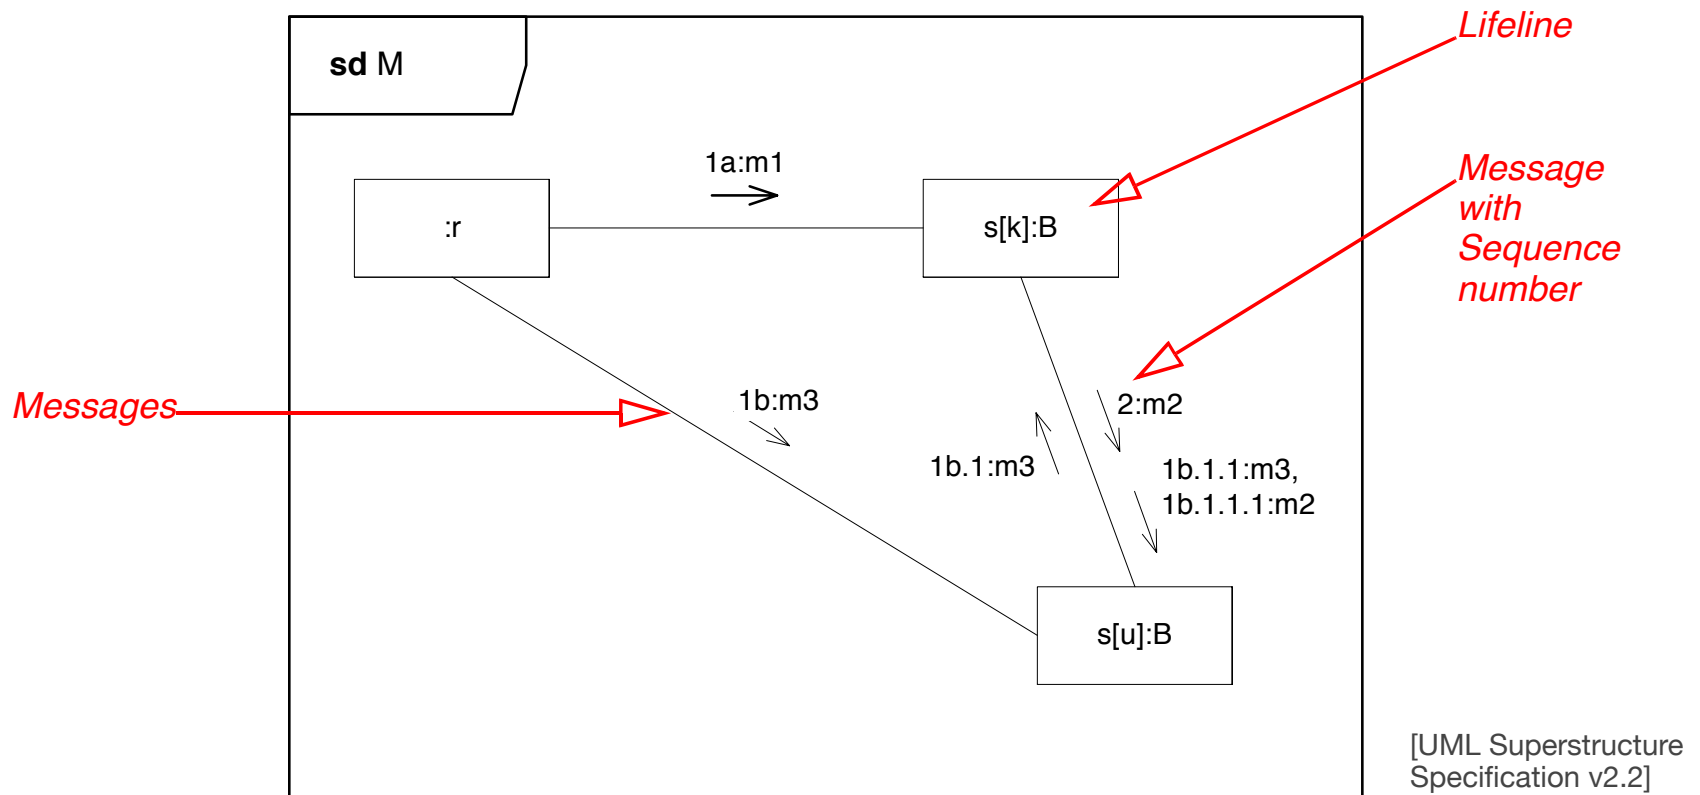 sd M
Lifeline
1a:m1
Message
with
Sequence
number
:r
s[k]:B
Messages
1b:m3
2:m2
1b.1:m3
1b.1.1:m3,
1b.1.1.1:m2
s[u]:B
[UML Superstructure
Specification v2.2]